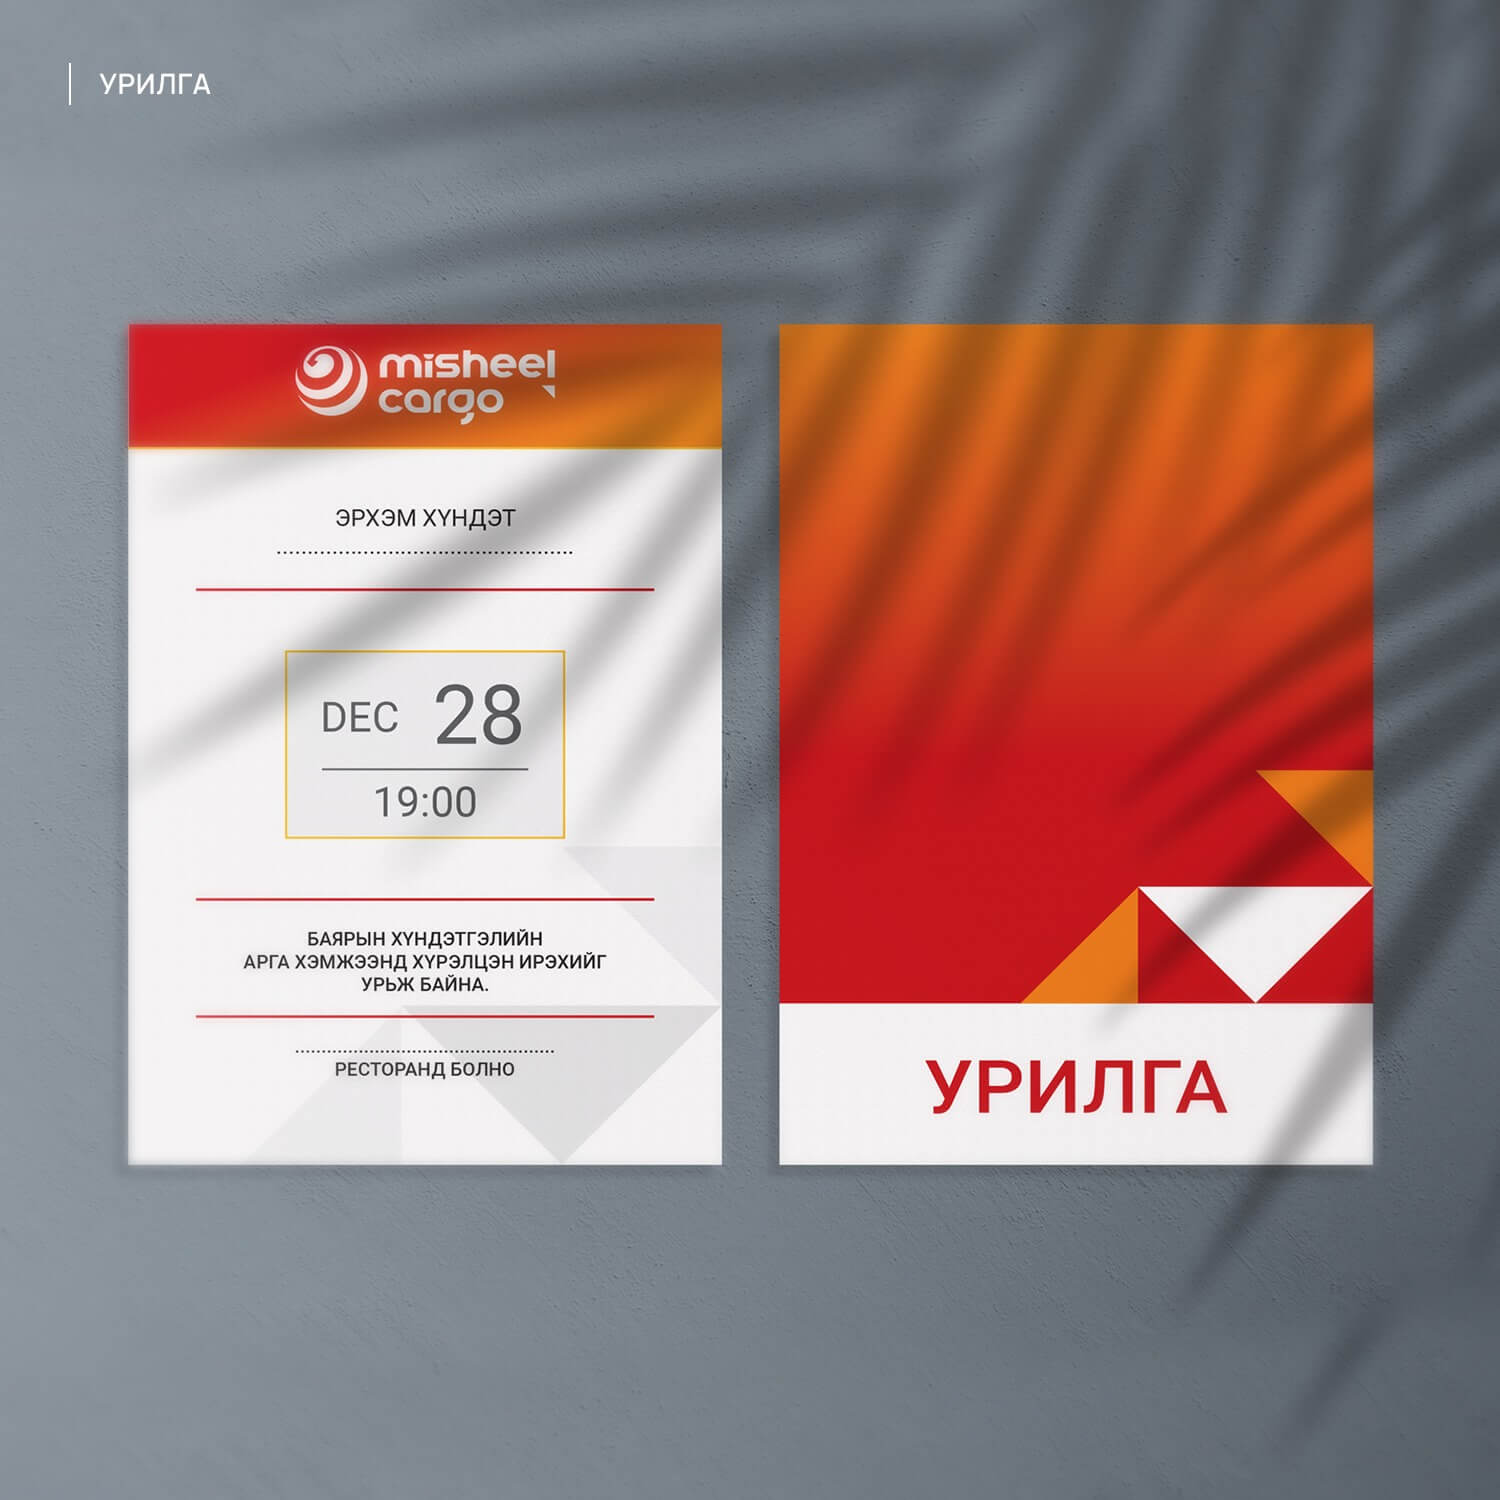 УРИЛГА
misheel
cargo
ЭРХЭМ ХҮНДЭТ
DEC 28
19:00
БАЯРЫН ХҮНДЭТГЭЛИЙН
АРГА ХЭМЖЭЭНД ХҮРЭЛЦЭН ИРЭХИЙГ
УРЬЖ БАЙНА.
РЕСТОРАНД БОЛНО
УРИЛГА